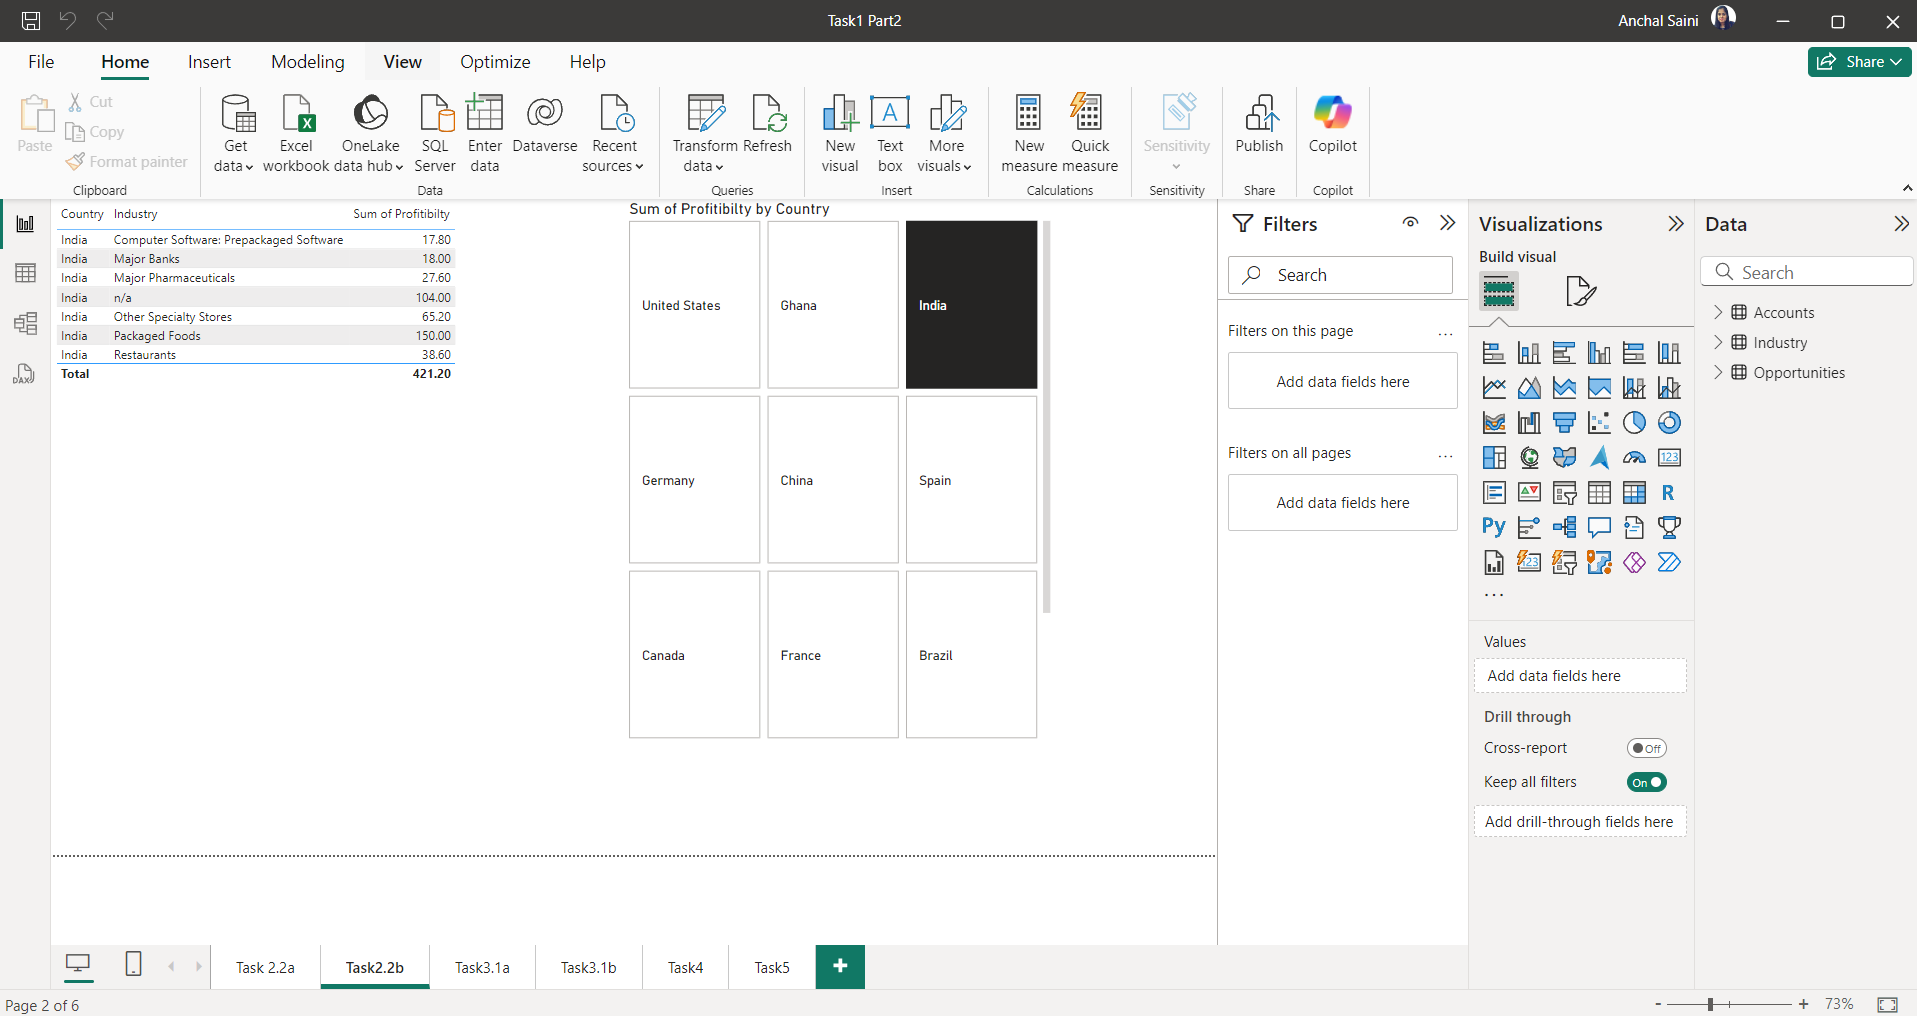 Task1 Part2
Anchal Saini
File Home Insert Modeling View Optimize Help
Share
Paste
Cut
Copy
Format painter
Clipboard
Get data
Excel workbook
OneLake data hub
SQL Server
Enter data
Dataverse
Recent sources
Data
Transform data
Refresh
Queries
New visual
Text box
More visuals
Insert
New measure
Quick measure
Calculations
Sensitivity
Sensitivity
Publish
Share
Copilot
Copilot
Country Industry Sum of Profitibilty
India Computer Software: Prepackaged Software 17.80
India Major Banks 18.00
India Major Pharmaceuticals 27.60
India n/a 104.00
India Other Specialty Stores 65.20
India Packaged Foods 150.00
India Restaurants 38.60
Total 421.20
Sum of Profitibilty by Country
United States Ghana India
Germany China Spain
Canada France Brazil
Filters
Search
Filters on this page
Add data fields here
Filters on all pages
Add data fields here
Visualizations
Build visual
123
R
Py
123
Values
Add data fields here
Drill through
Cross-report Off
Keep all filters On
Add drill-through fields here
Data
Search
Accounts
Industry
Opportunities
DAX
Task 2.2a Task2.2b Task3.1a Task3.1b Task4 Task5
Page 2 of 6
73%